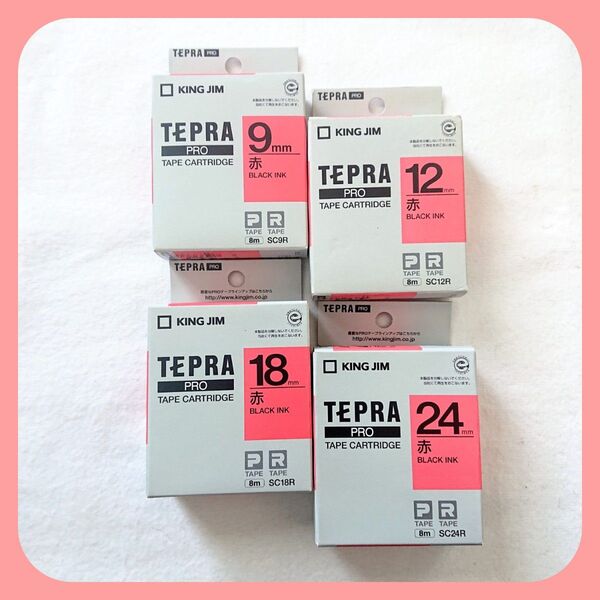 TEPRA PRO
KING JIM
TEPRA
PRO
TAPE CARTRIDGE
9mm
赤
BLACK INK
P R
TAPE TAPE
8m SC9R
TEPRA PRO
KING JIM
TEPRA
PRO
TAPE CARTRIDGE
12mm
赤
BLACK INK
P R
TAPE TAPE
8m SC12R
TEPRA PRO
http://www.kingjim.co.jp
KING JIM
TEPRA
PRO
TAPE CARTRIDGE
18mm
赤
BLACK INK
P R
TAPE TAPE
8m SC18R
TEPRA PRO
http://www.kingjim.co.jp
KING JIM
TEPRA
PRO
TAPE CARTRIDGE
24mm
赤
BLACK INK
P R
TAPE TAPE
8m SC24R